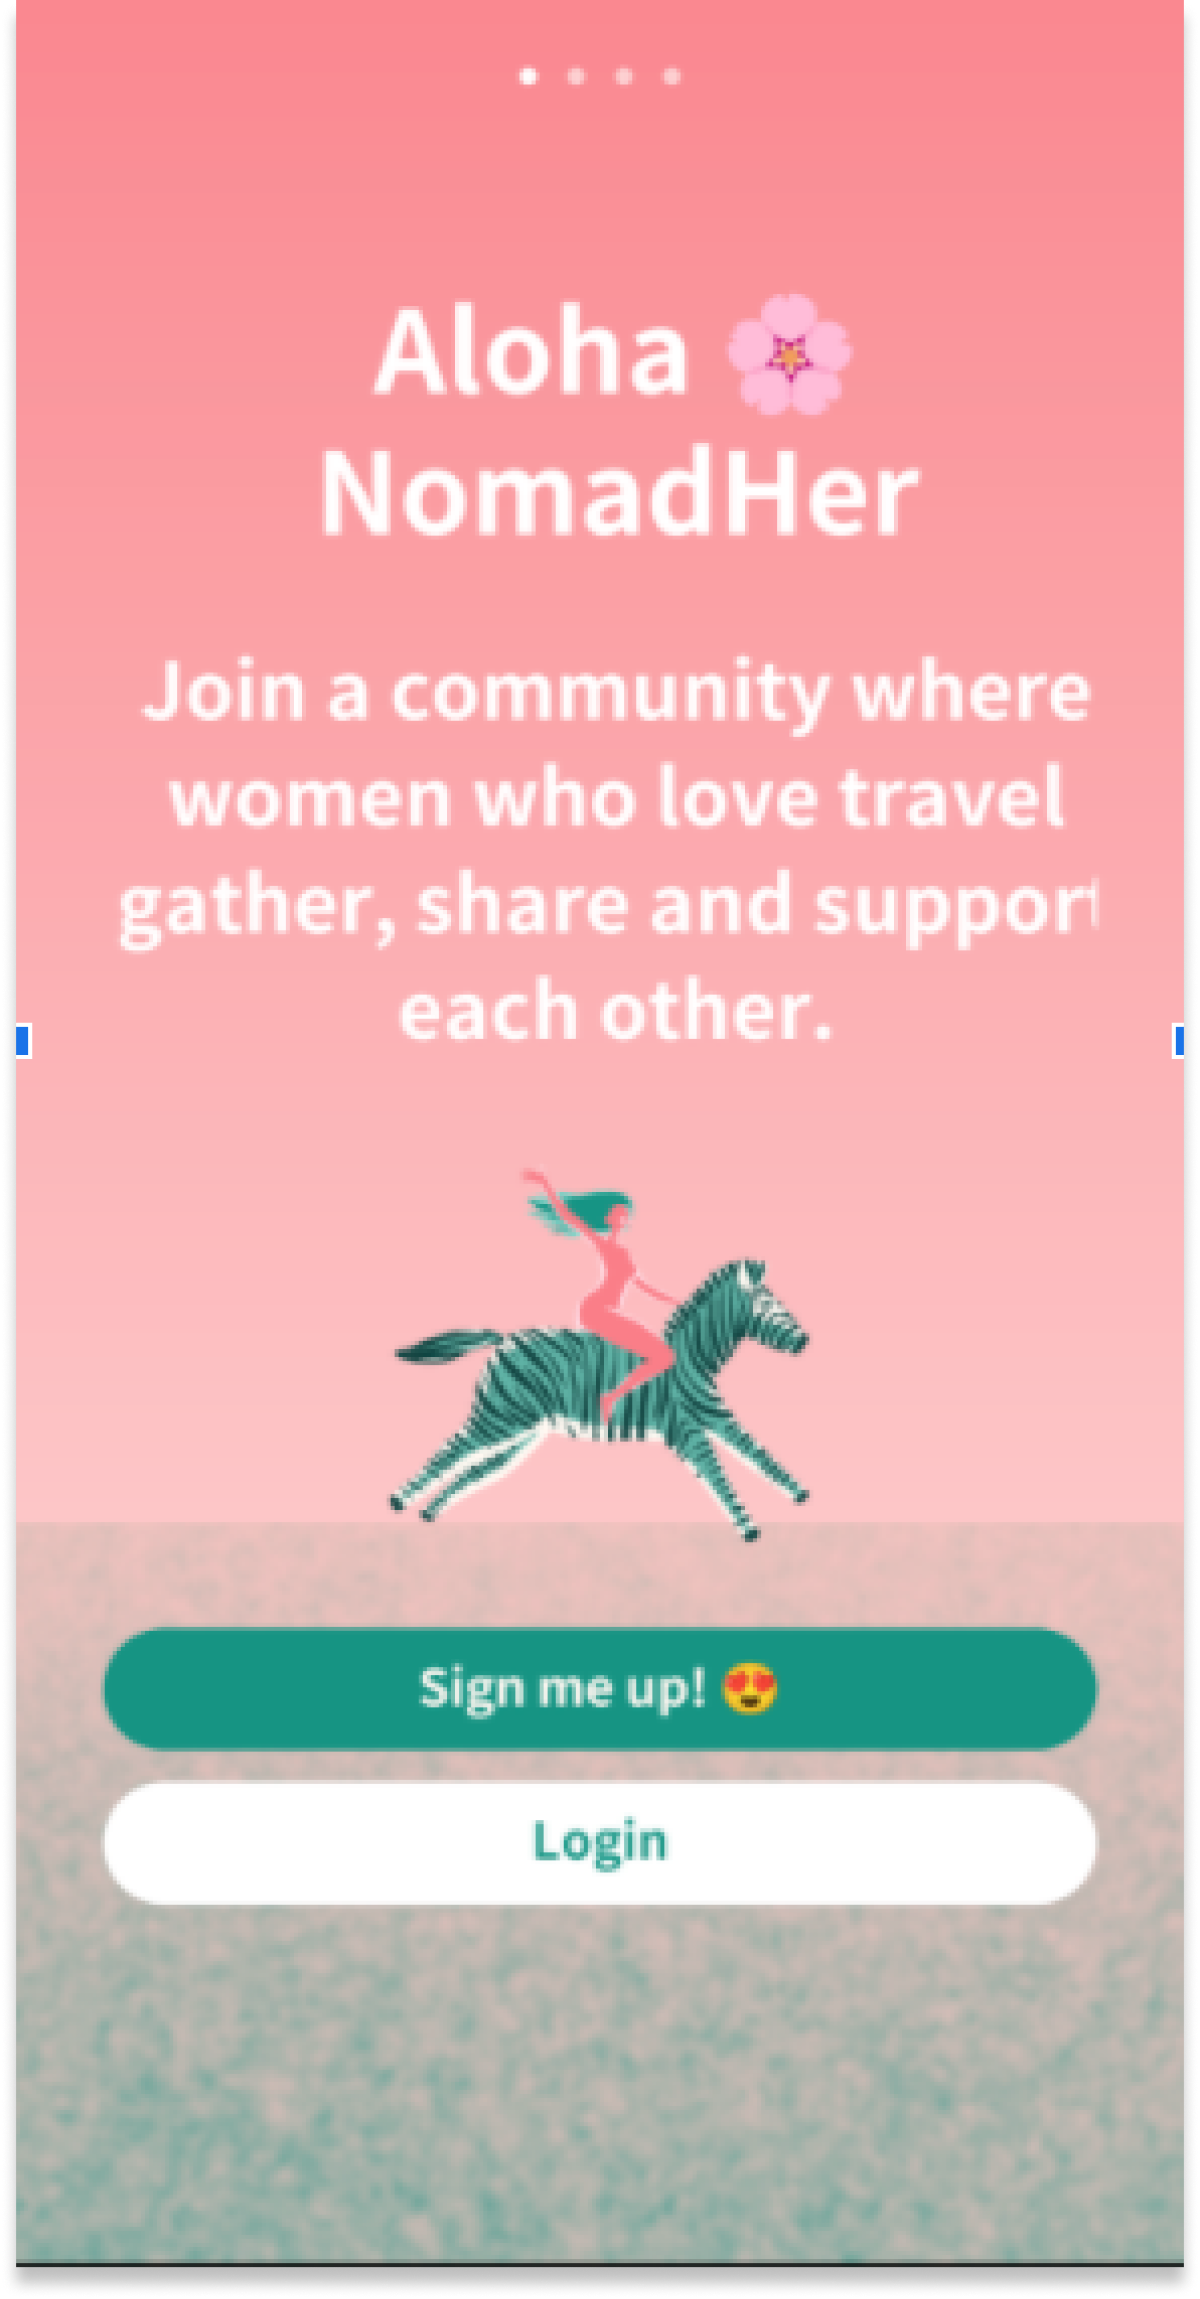 Aloha 🌸
NomadHer
Join a community where
women who love travel
gather, share and support
each other.
Sign me up! 😍
Login